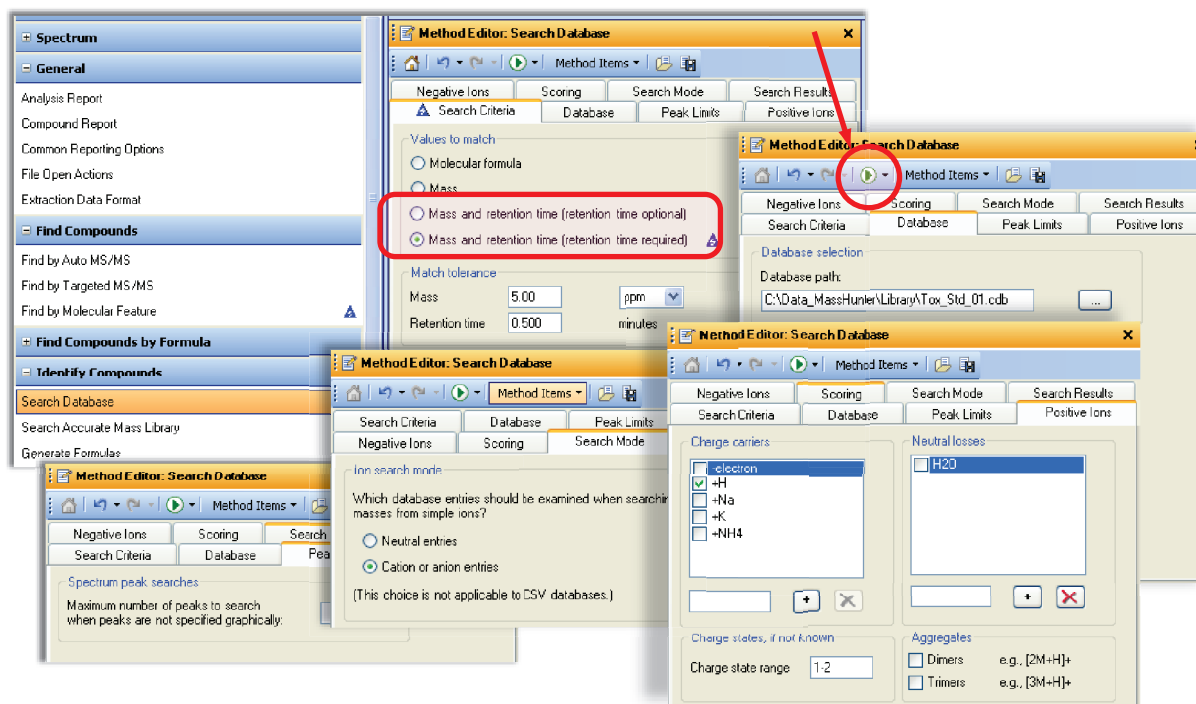 Spectrum
General
Analysis Report
Compound Report
Common Reporting Options
File Open Actions
Extraction Data Format
Find Compounds
Find by Auto MS/MS
Find by Targeted MS/MS
Find by Molecular Feature
Find Compounds by Formula
Identify Compounds
Search Database
Search Accurate Mass Library
Generate Formulas
Method Editor: Search Database
Method Items
Negative Ions Scoring Search Mode Search Results
Search Criteria Database Peak Limits Positive Ions
Values to match
Molecular formula
Mass
Mass and retention time (retention time optional)
Mass and retention time (retention time required)
Match tolerance
Mass 5.00 ppm
Retention time 0.500 minutes
Method Editor: Search Database
Method Items
Negative Ions Scoring Search Mode Search Results
Search Criteria Database Peak Limits Positive Ions
Database selection
Database path:
C:\Data_MassHunter\Library\Tox_Std_01.cdb ...
Method Editor: Search Database
Method Items
Negative Ions Scoring Search
Search Criteria Database Pea
Spectrum peak searches
Maximum number of peaks to search
when peaks are not specified graphically:
Method Editor: Search Database
Method Items
Search Criteria Database Peak Limits
Negative Ions Scoring Search Mode
Ion search mode
Which database entries should be examined when searchin
masses from simple ions?
Neutral entries
Cation or anion entries
(This choice is not applicable to CSV databases.)
Method Editor: Search Database
Method Items
Negative Ions Scoring Search Mode Search Results
Search Criteria Database Peak Limits Positive Ions
Charge carriers
-electron
+H
+Na
+K
+NH4
Neutral losses
H2O
Charge states, if not known
Charge state range 1-2
Aggregates
Dimers e.g., [2M+H]+
Trimers e.g., [3M+H]+